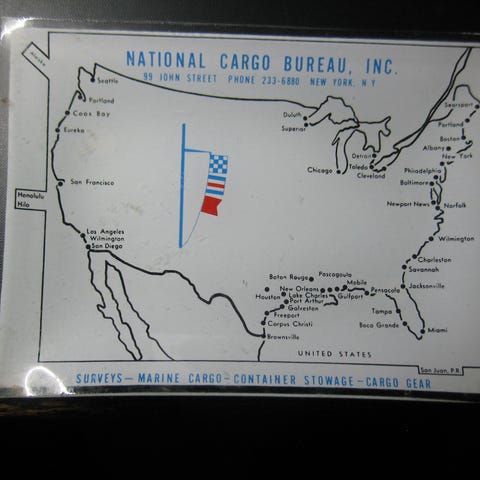 NATIONAL CARGO BUREAU, INC.
99 JOHN STREET PHONE 233-6880 NEW YORK, N.Y
Alaska
Seattle
Portland
Coos Bay
Eureka
San Francisco
Honolulu
Hilo
Los Angeles
Wilmington
San Diego
Duluth
Superior
Chicago
Detroit
Toledo
Cleveland
Searsport
Portland
Boston
Albany
New York
Philadelphia
Baltimore
Newport News
Norfolk
Wilmington
Charleston
Savannah
Jacksonville
Baton Rouge
Pascagoula
Mobile
New Orleans
Pensacola
Houston
Lake Charles
Gulfport
Port Arthur
Galveston
Freeport
Corpus Christi
Brownsville
Tampa
Boca Grande
Miami
UNITED STATES
San Juan, P.R.
SURVEYS — MARINE CARGO — CONTAINER STOWAGE — CARGO GEAR